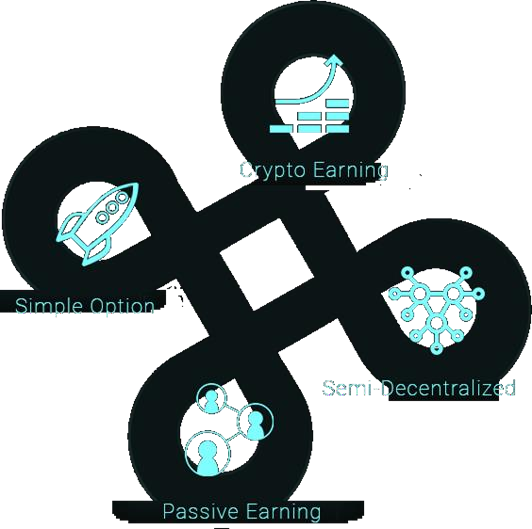 Crypto Earning
Simple Option
Semi-Decentralized
Passive Earning